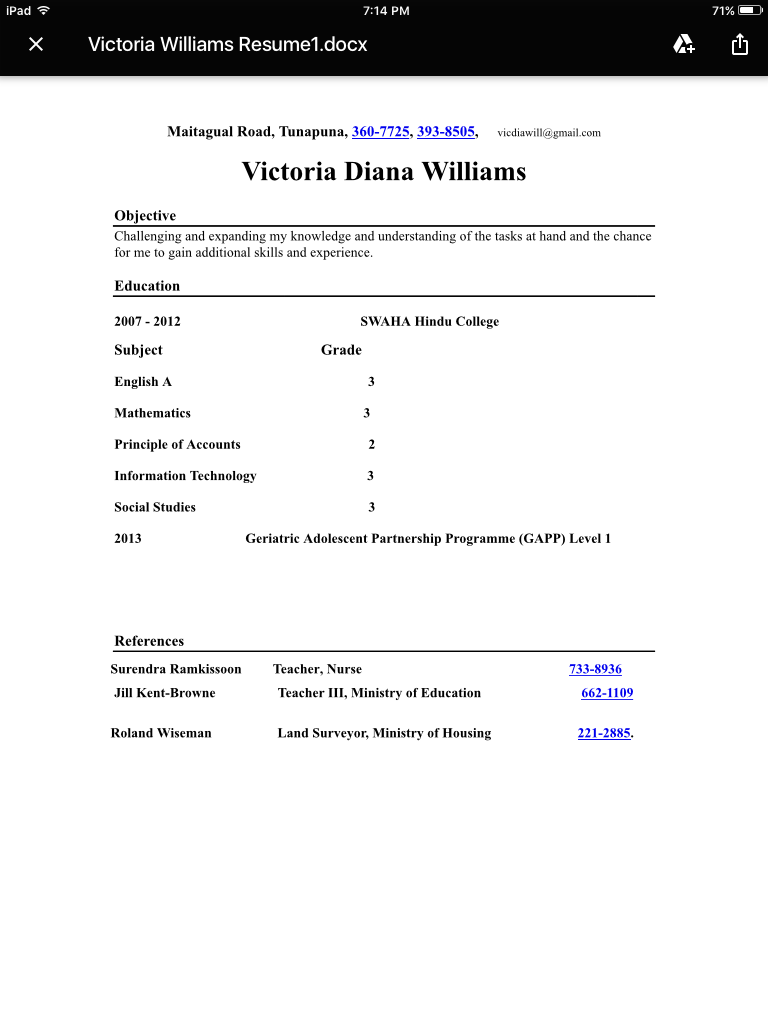 iPad 7:14 PM 71%
Victoria Williams Resume1.docx
Maitagual Road, Tunapuna, 360-7725, 393-8505, vicdiawill@gmail.com
Victoria Diana Williams
Objective
Challenging and expanding my knowledge and understanding of the tasks at hand and the chance
for me to gain additional skills and experience.
Education
2007 - 2012 SWAHA Hindu College
Subject Grade
English A 3
Mathematics 3
Principle of Accounts 2
Information Technology 3
Social Studies 3
2013 Geriatric Adolescent Partnership Programme (GAPP) Level 1
References
Surendra Ramkissoon Teacher, Nurse 733-8936
Jill Kent-Browne Teacher III, Ministry of Education 662-1109
Roland Wiseman Land Surveyor, Ministry of Housing 221-2885.